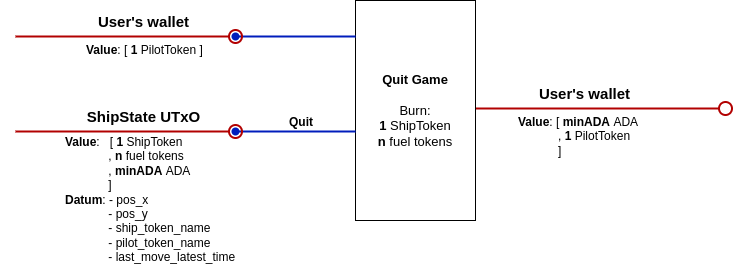 User's wallet
Value: [ 1 PilotToken ]
ShipState UTxO
Quit
Value: [ 1 ShipToken
, n fuel tokens
, minADA ADA
]
Datum: - pos_x
- pos_y
- ship_token_name
- pilot_token_name
- last_move_latest_time
Quit Game
Burn:
1 ShipToken
n fuel tokens
User's wallet
Value: [ minADA ADA
, 1 PilotToken
]